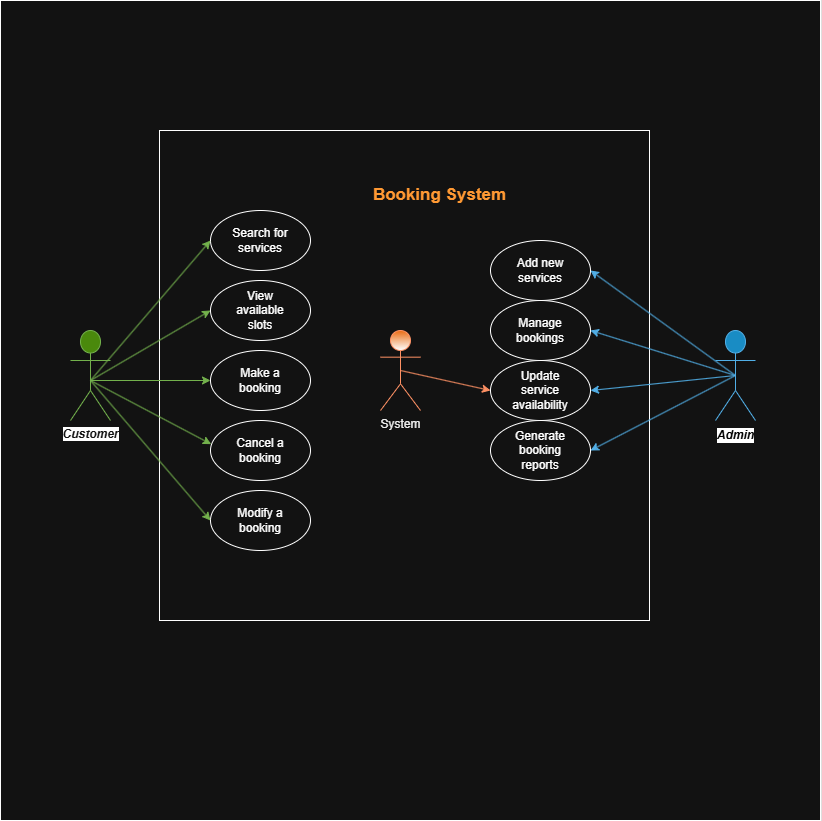 Booking System
Search for
services
View
available
slots
Make a
booking
Cancel a
booking
Modify a
booking
Customer
System
Add new
services
Manage
bookings
Update
service
availability
Generate
booking
reports
Admin